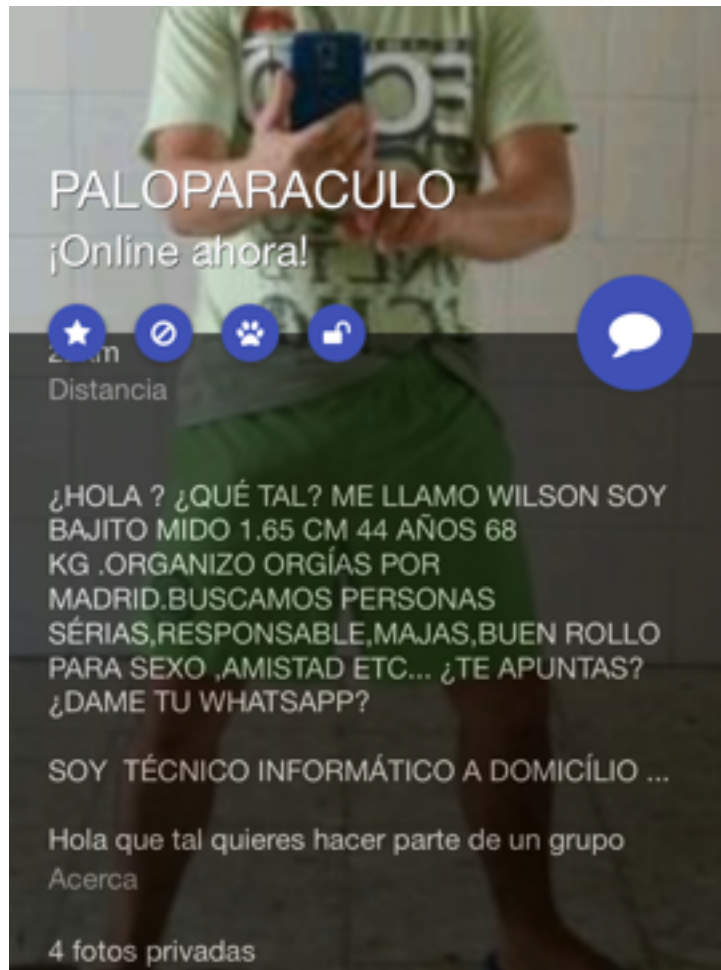 PALOPARACULO
¡Online ahora!
Distancia
¿HOLA ? ¿QUÉ TAL? ME LLAMO WILSON SOY
BAJITO MIDO 1.65 CM 44 AÑOS 68
KG .ORGANIZO ORGÍAS POR
MADRID.BUSCAMOS PERSONAS
SÉRIAS,RESPONSABLE,MAJAS,BUEN ROLLO
PARA SEXO ,AMISTAD ETC... ¿TE APUNTAS?
¿DAME TU WHATSAPP?
SOY TÉCNICO INFORMÁTICO A DOMICÍLIO ...
Hola que tal quieres hacer parte de un grupo
Acerca
4 fotos privadas